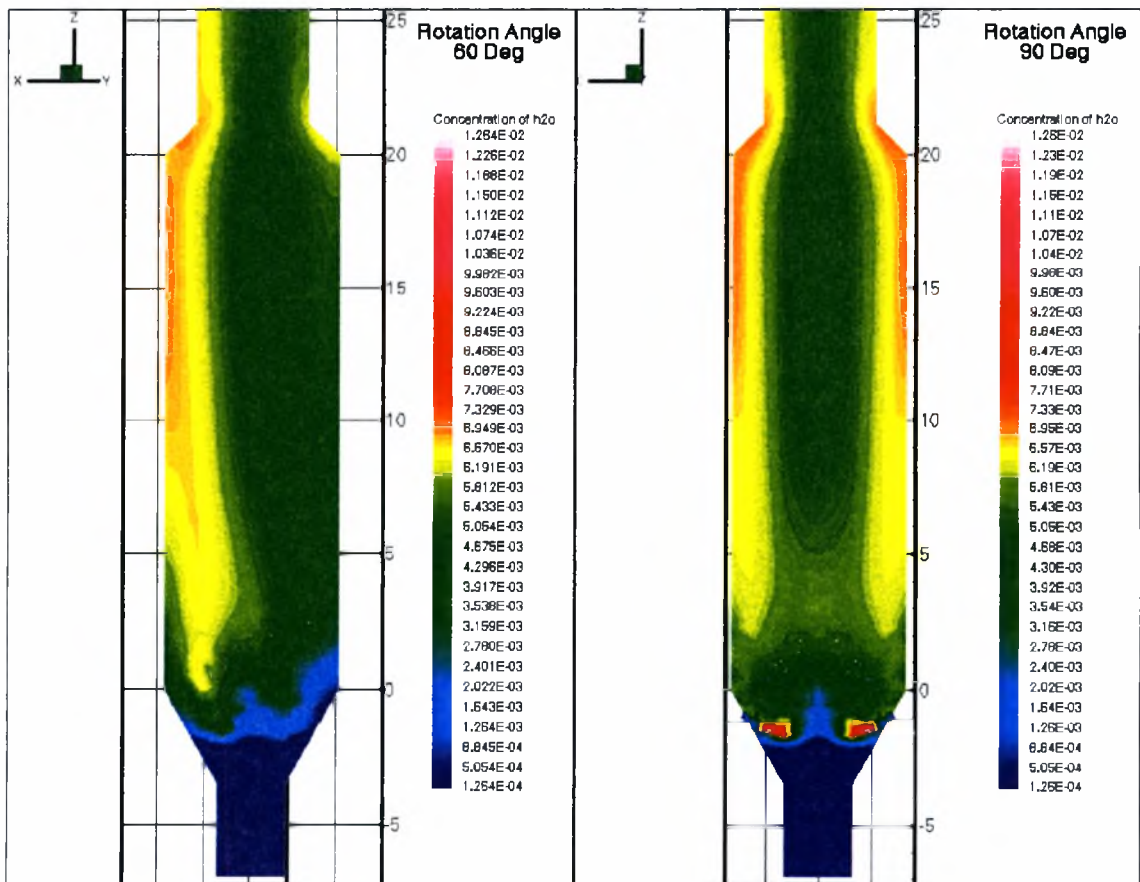 Z
X
Y
25
20
15
10
5
0
-5
Rotation Angle
60 Deg
Concentration of h2o
1.264E-02
1.226E-02
1.188E-02
1.150E-02
1.112E-02
1.074E-02
1.036E-02
9.982E-03
9.603E-03
9.224E-03
8.845E-03
8.466E-03
8.087E-03
7.708E-03
7.329E-03
6.949E-03
6.570E-03
6.191E-03
5.812E-03
5.433E-03
5.054E-03
4.675E-03
4.296E-03
3.917E-03
3.538E-03
3.159E-03
2.780E-03
2.401E-03
2.022E-03
1.643E-03
1.264E-03
8.845E-04
5.054E-04
1.264E-04
Z
25
20
15
10
5
0
-5
Rotation Angle
90 Deg
Concentration of h2o
1.26E-02
1.23E-02
1.19E-02
1.15E-02
1.11E-02
1.07E-02
1.04E-02
9.98E-03
9.60E-03
9.22E-03
8.84E-03
8.47E-03
8.09E-03
7.71E-03
7.33E-03
6.95E-03
6.57E-03
6.19E-03
5.81E-03
5.43E-03
5.05E-03
4.68E-03
4.30E-03
3.92E-03
3.54E-03
3.16E-03
2.78E-03
2.40E-03
2.02E-03
1.64E-03
1.26E-03
8.84E-04
5.05E-04
1.26E-04